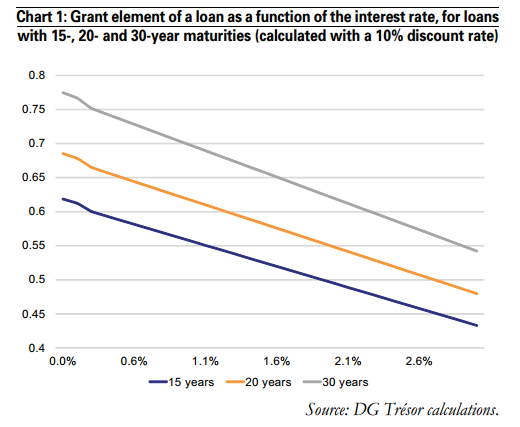 Chart 1: Grant element of a loan as a function of the interest rate, for loans
with 15-, 20- and 30-year maturities (calculated with a 10% discount rate)
0.8
0.75
0.7
0.65
0.6
0.55
0.5
0.45
0.4
0.0% 0.6% 1.1% 1.6% 2.1% 2.6%
15 years 20 years 30 years
Source: DG Trésor calculations.